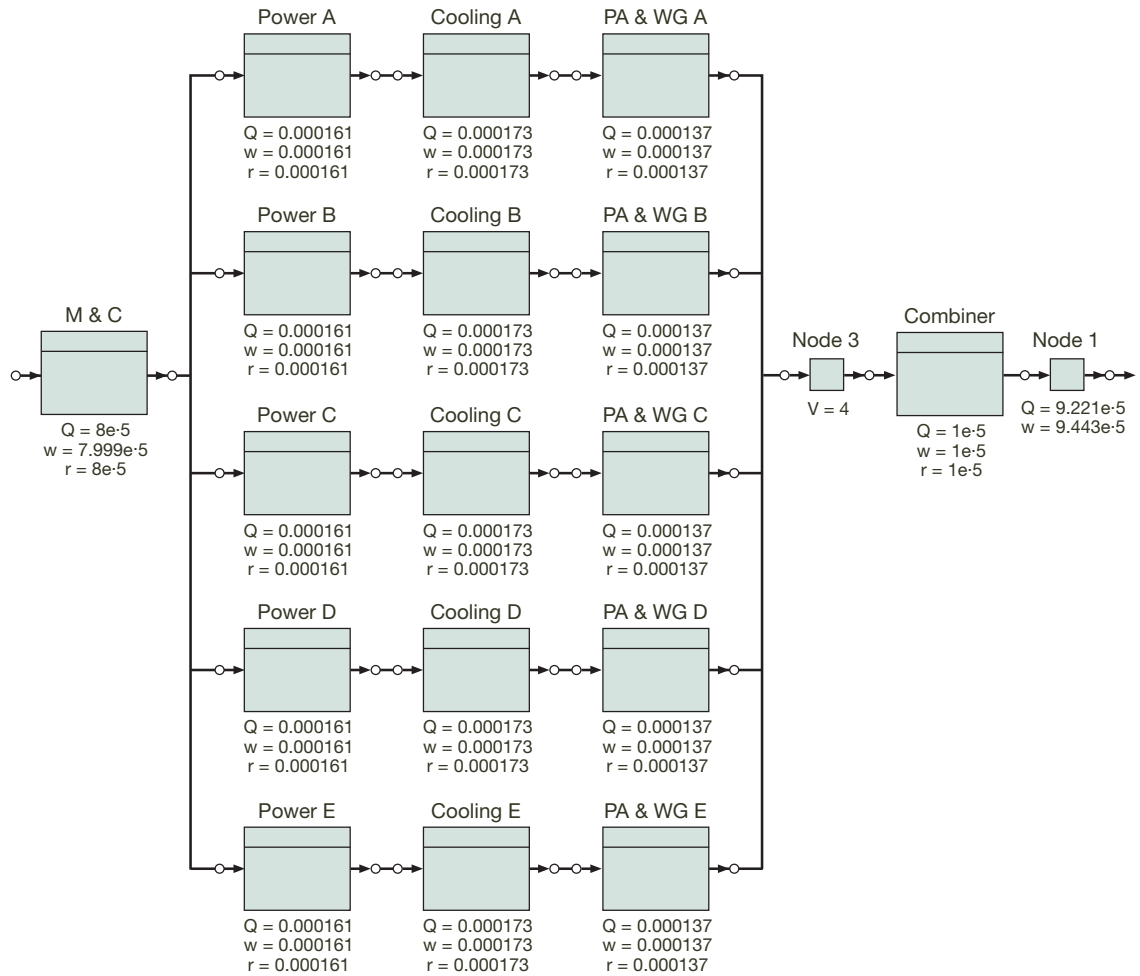 Power A
Cooling A
PA & WG A
Q = 0.000161
w = 0.000161
r = 0.000161
Q = 0.000173
w = 0.000173
r = 0.000173
Q = 0.000137
w = 0.000137
r = 0.000137
Power B
Cooling B
PA & WG B
Q = 0.000161
w = 0.000161
r = 0.000161
Q = 0.000173
w = 0.000173
r = 0.000173
Q = 0.000137
w = 0.000137
r = 0.000137
M & C
Q = 8e-5
w = 7.999e-5
r = 8e-5
Power C
Cooling C
PA & WG C
Q = 0.000161
w = 0.000161
r = 0.000161
Q = 0.000173
w = 0.000173
r = 0.000173
Q = 0.000137
w = 0.000137
r = 0.000137
Node 3
V = 4
Combiner
Q = 1e-5
w = 1e-5
r = 1e-5
Node 1
Q = 9.221e-5
w = 9.443e-5
Power D
Cooling D
PA & WG D
Q = 0.000161
w = 0.000161
r = 0.000161
Q = 0.000173
w = 0.000173
r = 0.000173
Q = 0.000137
w = 0.000137
r = 0.000137
Power E
Cooling E
PA & WG E
Q = 0.000161
w = 0.000161
r = 0.000161
Q = 0.000173
w = 0.000173
r = 0.000173
Q = 0.000137
w = 0.000137
r = 0.000137